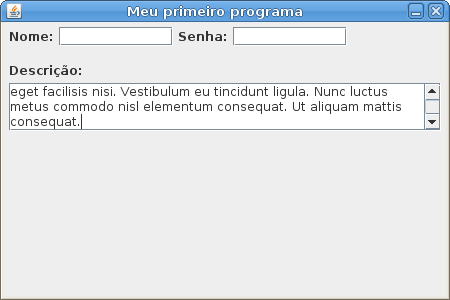 Meu primeiro programa
Nome: Senha:
Descrição:
eget facilisis nisi. Vestibulum eu tincidunt ligula. Nunc luctus
metus commodo nisl elementum consequat. Ut aliquam mattis
consequat.